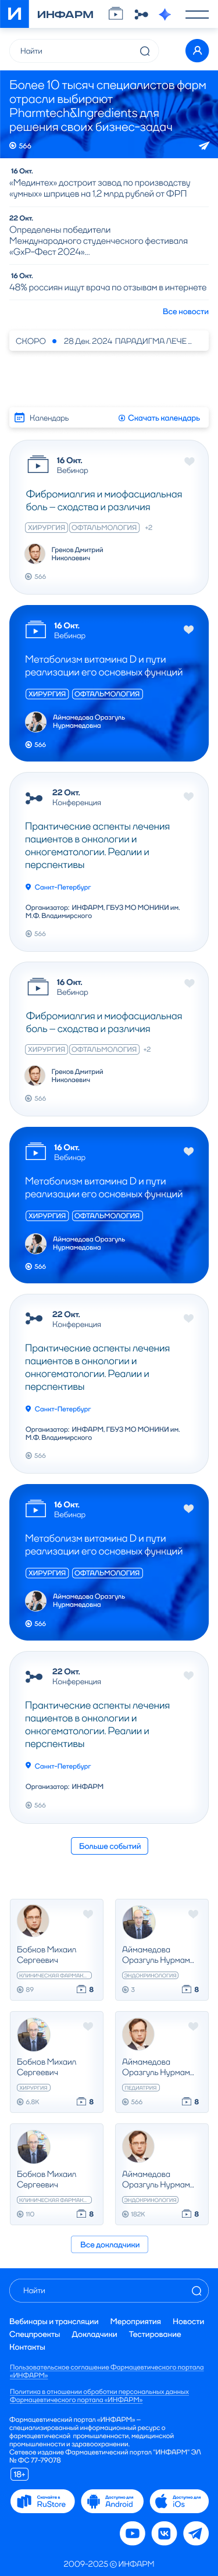 И ИНФАРМ
Найти
Более 10 тысяч специалистов фарм
отрасли выбирают
Pharmtech&Ingredients для
решения своих бизнес-задач
566
16 Окт.
«Медиитех» достроит завод по производству
«умных» шприцев на 1,2 млрд рублей от ФРП
22 Окт.
Определены победители
Международного студенческого фестиваля
«GxP-Фест 2024»...
16 Окт.
48% россиян ищут врача по отзывам в интернете
Все новости
СКОРО 28 Дек. 2024 ПАРАДИГМА ЛЕЧЕ ...
Календарь Скачать календарь
16 Окт.
Вебинар
Фибромиалгия и миофасциальная
боль — сходства и различия
ХИРУРГИЯ ОФТАЛЬМОЛОГИЯ +2
Греков Дмитрий
Николаевич
566
16 Окт.
Вебинар
Метаболизм витамина D и пути
реализации его основных функций
ХИРУРГИЯ ОФТАЛЬМОЛОГИЯ
Аймамедова Оразгуль
Нурмамедовна
566
22 Окт.
Конференция
Практические аспекты лечения
пациентов в онкологии и
онкогематологии. Реалии и
перспективы
Санкт-Петербург
Организатор: ИНФАРМ, ГБУЗ МО МОНИКИ им.
М.Ф. Владимирского
566
16 Окт.
Вебинар
Фибромиалгия и миофасциальная
боль — сходства и различия
ХИРУРГИЯ ОФТАЛЬМОЛОГИЯ +2
Греков Дмитрий
Николаевич
566
16 Окт.
Вебинар
Метаболизм витамина D и пути
реализации его основных функций
ХИРУРГИЯ ОФТАЛЬМОЛОГИЯ
Аймамедова Оразгуль
Нурмамедовна
566
22 Окт.
Конференция
Практические аспекты лечения
пациентов в онкологии и
онкогематологии. Реалии и
перспективы
Санкт-Петербург
Организатор: ИНФАРМ, ГБУЗ МО МОНИКИ им.
М.Ф. Владимирского
566
16 Окт.
Вебинар
Метаболизм витамина D и пути
реализации его основных функций
ХИРУРГИЯ ОФТАЛЬМОЛОГИЯ
Аймамедова Оразгуль
Нурмамедовна
566
22 Окт.
Конференция
Практические аспекты лечения
пациентов в онкологии и
онкогематологии. Реалии и
перспективы
Санкт-Петербург
Организатор: ИНФАРМ
566
Больше событий
Бобков Михаил
Сергеевич
КЛИНИЧЕСКАЯ ФАРМАК...
89 8
Аймамедова
Оразгуль Нурмам...
ЭНДОКРИНОЛОГИЯ
3 8
Бобков Михаил
Сергеевич
ХИРУРГИЯ
6,8K 8
Аймамедова
Оразгуль Нурмам...
ПЕДИАТРИЯ
566 8
Бобков Михаил
Сергеевич
КЛИНИЧЕСКАЯ ФАРМАК...
110 8
Аймамедова
Оразгуль Нурмам...
ЭНДОКРИНОЛОГИЯ
182K 8
Все докладчики
Найти
Вебинары и трансляции Мероприятия Новости
Спецпроекты Докладчики Тестирование
Контакты
Пользовательское соглашение Фармацевтического портала
«ИНФАРМ»
Политика в отношении обработки персональных данных
Фармацевтического портала «ИНФАРМ»
Фармацевтический портал «ИНФАРМ» —
специализированный информационный ресурс о
фармацевтической промышленности, медицинской
промышленности и здравоохранении.
Сетевое издание Фармацевтический портал "ИНФАРМ" ЭЛ
№ ФС 77-79078
18+
Скачайте в RuStore
Доступно для Android
Доступно для iOs
2009-2025 © ИНФАРМ